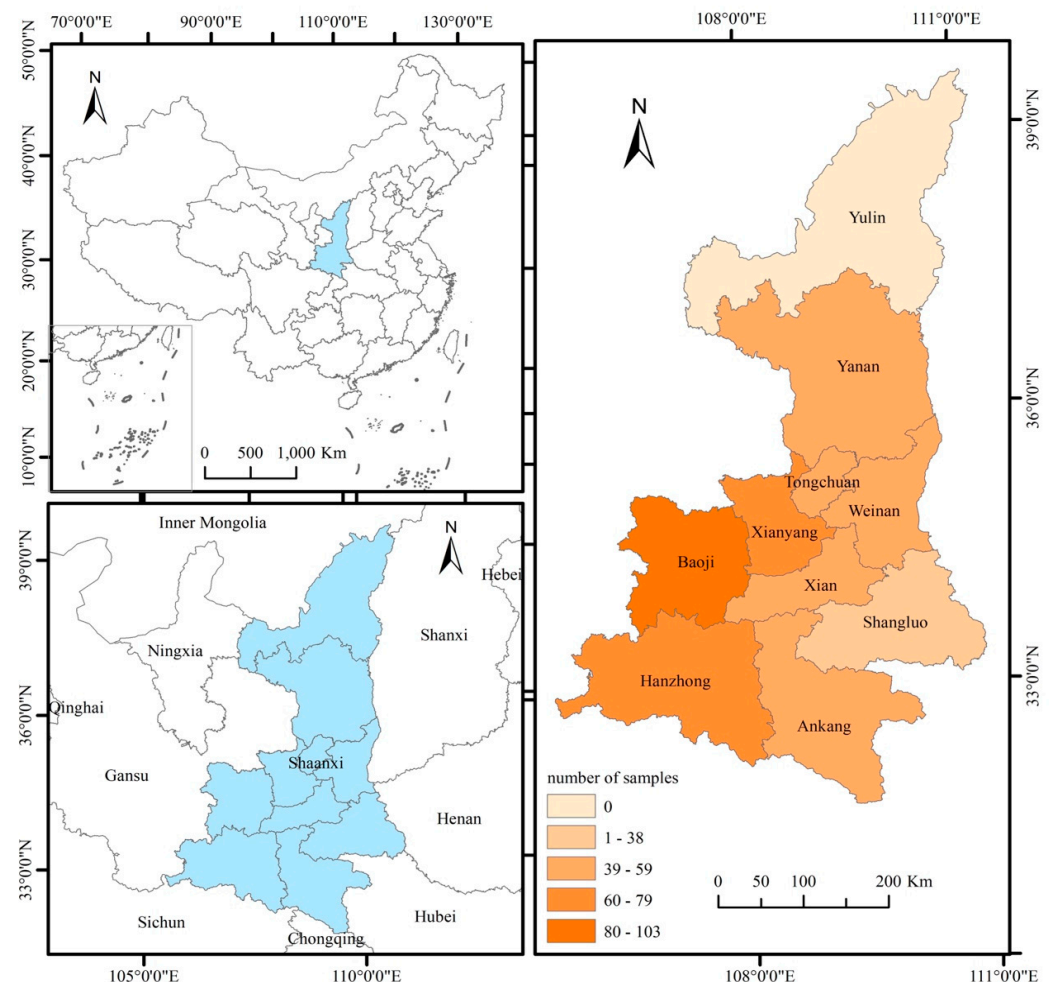 70°0'0"E
90°0'0"E
110°0'0"E
130°0'0"E
50°0'0"N
40°0'0"N
30°0'0"N
20°0'0"N
10°0'0"N
N
0 500 1,000 Km
39°0'0"N
36°0'0"N
33°0'0"N
Inner Mongolia
N
Hebei
Shanxi
Ningxia
Qinghai
Shaanxi
Gansu
Henan
Sichun
Hubei
Chongqing
105°0'0"E
110°0'0"E
108°0'0"E
111°0'0"E
N
39°0'0"N
36°0'0"N
33°0'0"N
Yulin
Yanan
Tongchuan
Weinan
Xianyang
Baoji
Xian
Shangluo
Hanzhong
Ankang
number of samples
0
1 - 38
39 - 59
60 - 79
80 - 103
0 50 100 200 Km
108°0'0"E
111°0'0"E